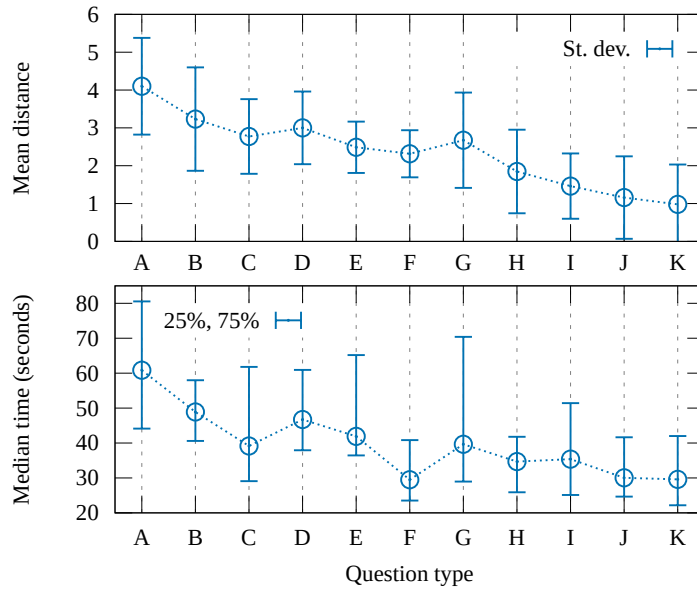 6
5
4
3
2
1
0
Mean distance
St. dev.
A B C D E F G H I J K
80
70
60
50
40
30
20
Median time (seconds)
25%, 75%
A B C D E F G H I J K
Question type